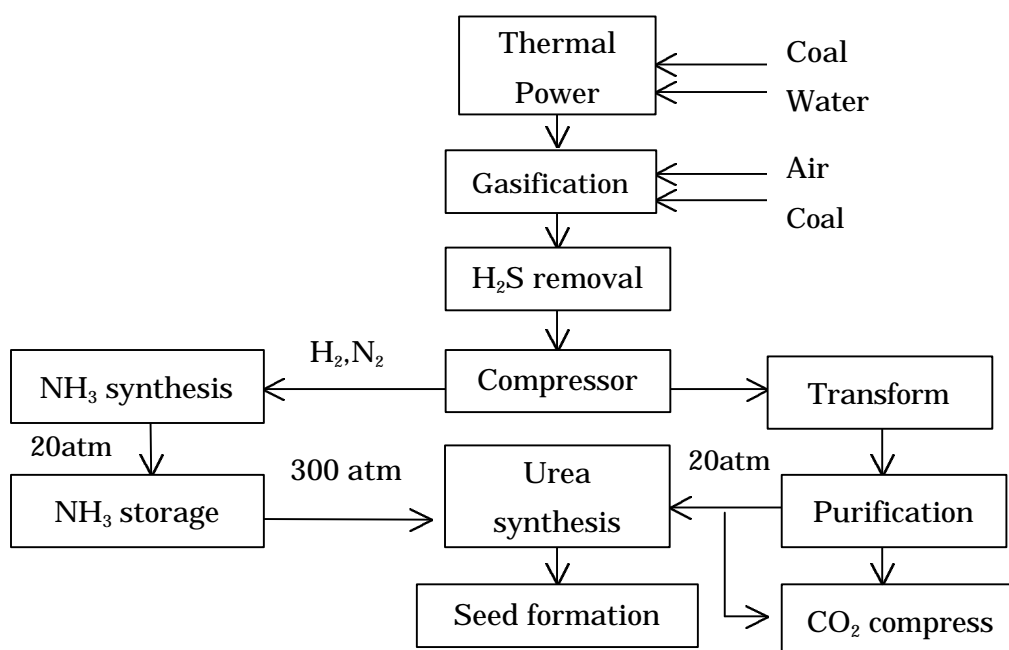 Thermal
Power
Coal
Water
Gasification
Air
Coal
H₂S removal
H₂,N₂
NH₃ synthesis
Compressor
Transform
20atm
300 atm
Urea
synthesis
20atm
NH₃ storage
Purification
Seed formation
CO₂ compress